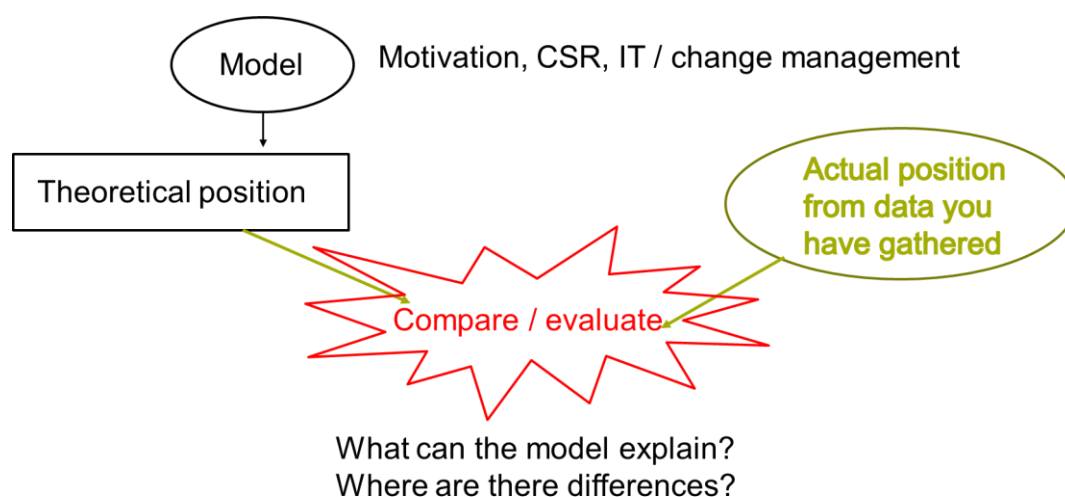 Model
Motivation, CSR, IT / change management
Theoretical position
Actual position
from data you
have gathered
Compare / evaluate
What can the model explain?
Where are there differences?